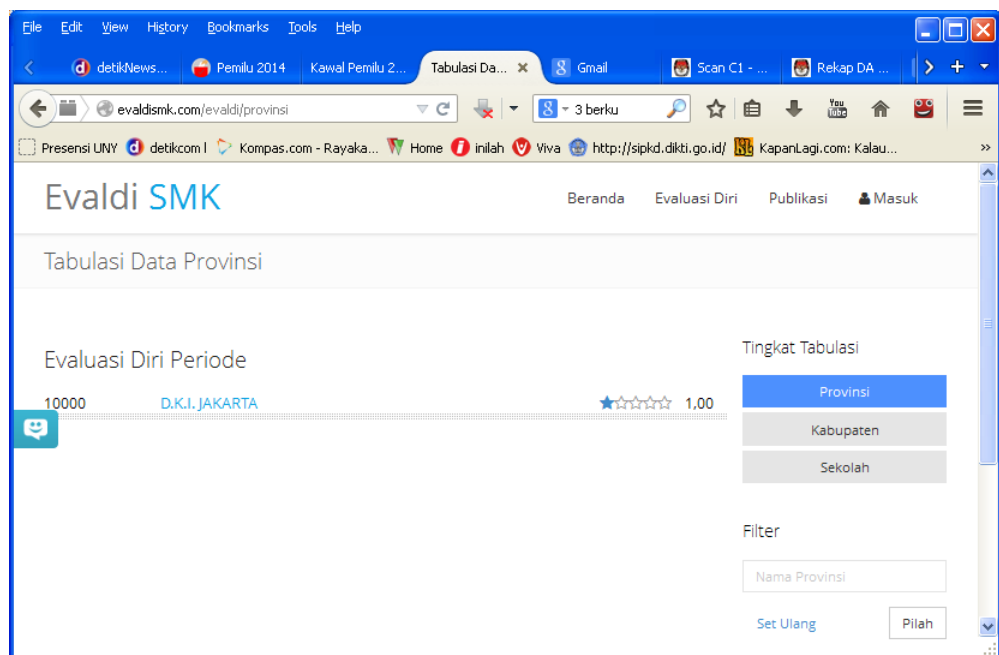 File Edit View History Bookmarks Tools Help
detikNews... Pemilu 2014 Kawal Pemilu 2... Tabulasi Da... Gmail Scan C1 - ... Rekap DA ...
evaldismk.com/evaldi/provinsi 8 3 berku You Tube
Presensi UNY detikcom l Kompas.com - Rayaka... Home inilah Viva http://sipkd.dikti.go.id/ KapanLagi.com: Kalau... »
Evaldi SMK Beranda Evaluasi Diri Publikasi Masuk
Tabulasi Data Provinsi
Evaluasi Diri Periode
10000 D.K.I. JAKARTA 1,00
Tingkat Tabulasi
Provinsi
Kabupaten
Sekolah
Filter
Nama Provinsi
Set Ulang Pilah